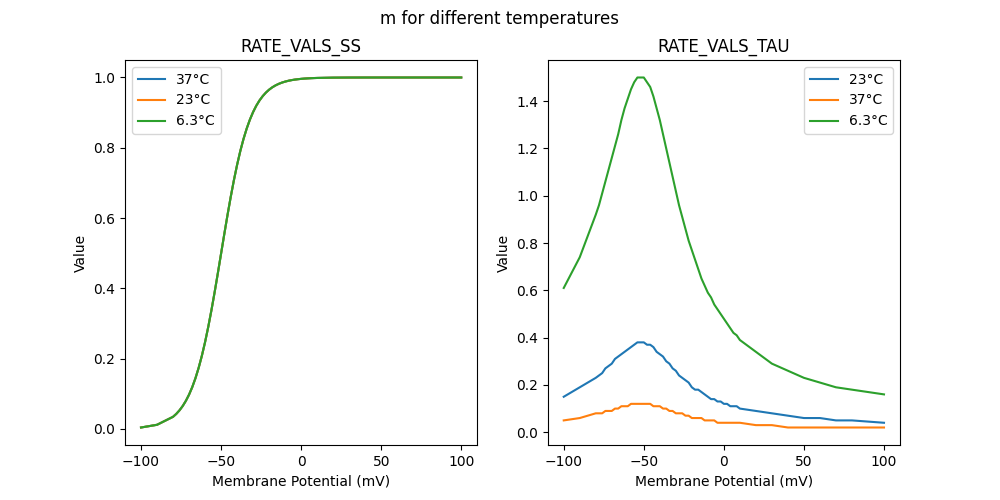 m for different temperatures
RATE_VALS_SS
37°C
23°C
6.3°C
Value
1.0
0.8
0.6
0.4
0.2
0.0
−100
−50
0
50
100
Membrane Potential (mV)
RATE_VALS_TAU
23°C
37°C
6.3°C
Value
1.4
1.2
1.0
0.8
0.6
0.4
0.2
0.0
−100
−50
0
50
100
Membrane Potential (mV)